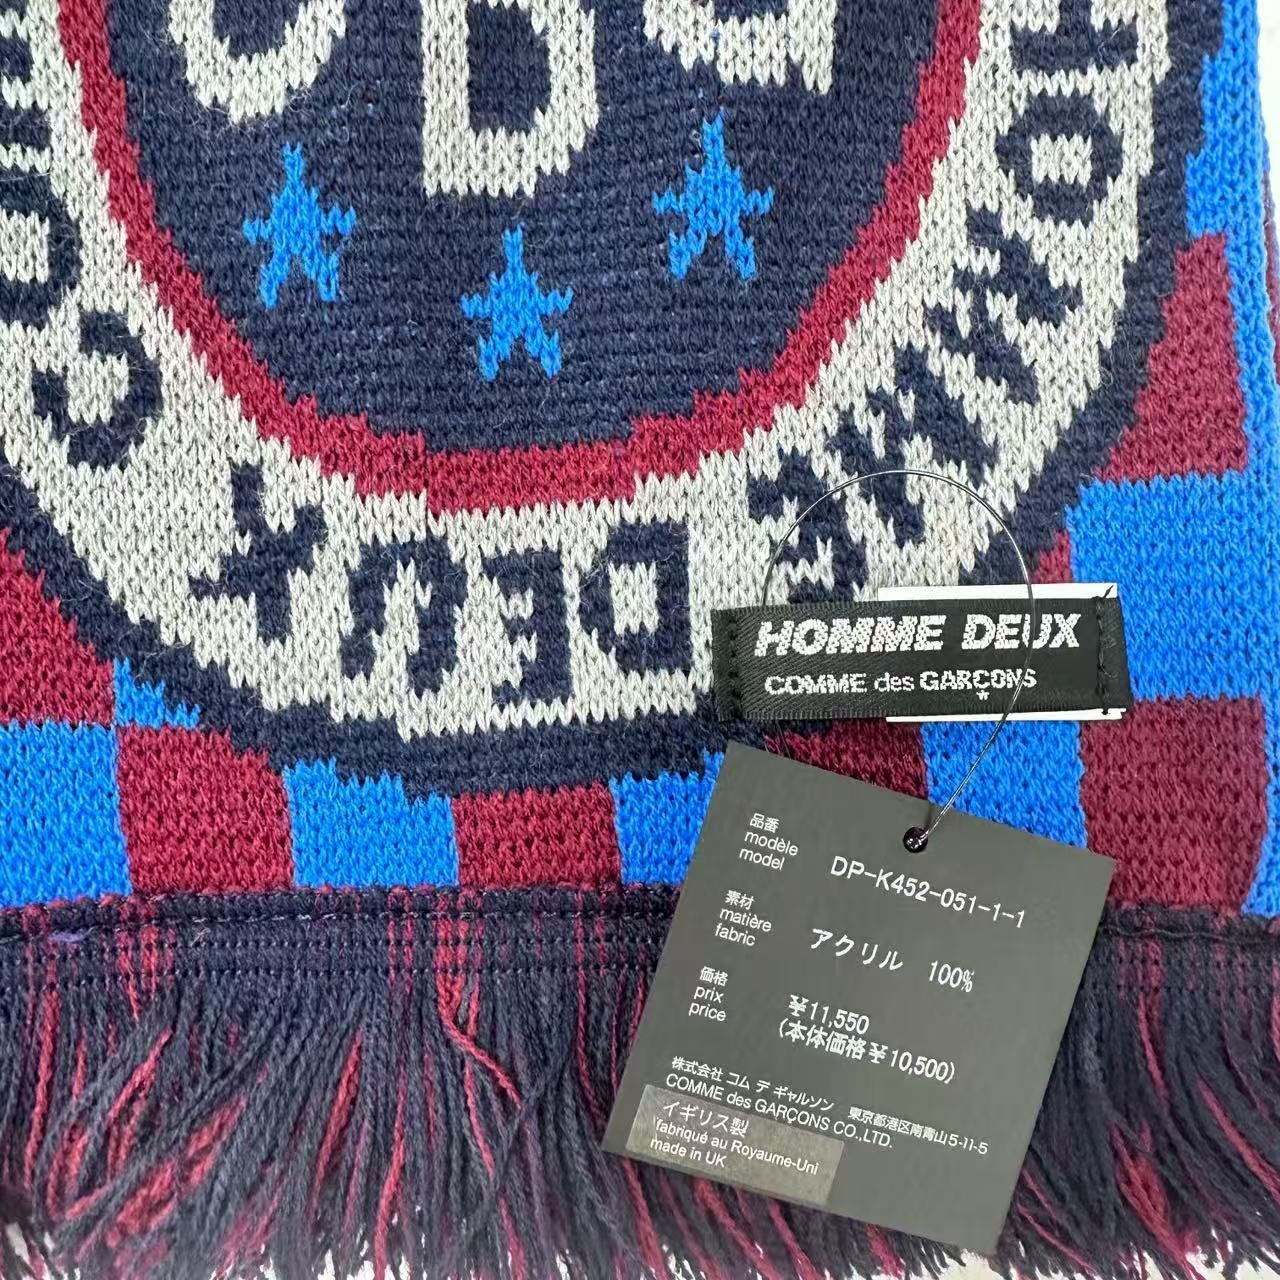 HOMME DEUX
COMME des GARÇONS
品番
modèle
model
DP-K452-051-1-1
素材
matière
fabric
アクリル 100%
価格
prix
price
¥11,550
(本体価格¥10,500)
株式会社 コム デ ギャルソン 東京都港区南青山5-11-5
COMME des GARÇONS CO.,LTD.
イギリス製
fabriqué au Royaume-Uni
made in UK
DEUX